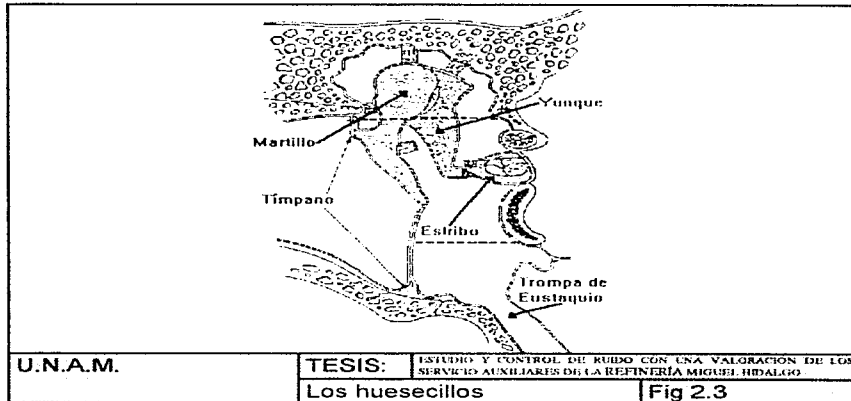 Yunque
Martillo
Tímpano
Estribo
Trompa de
Eustaquio
U.N.A.M.
TESIS:
ESTUDIO Y CONTROL DE RUIDO CON UNA VALORACIÓN DE LOS
SERVICIO AUXILIARES DE LA REFINERÍA MIGUEL HIDALGO
Los huesecillos
Fig 2.3